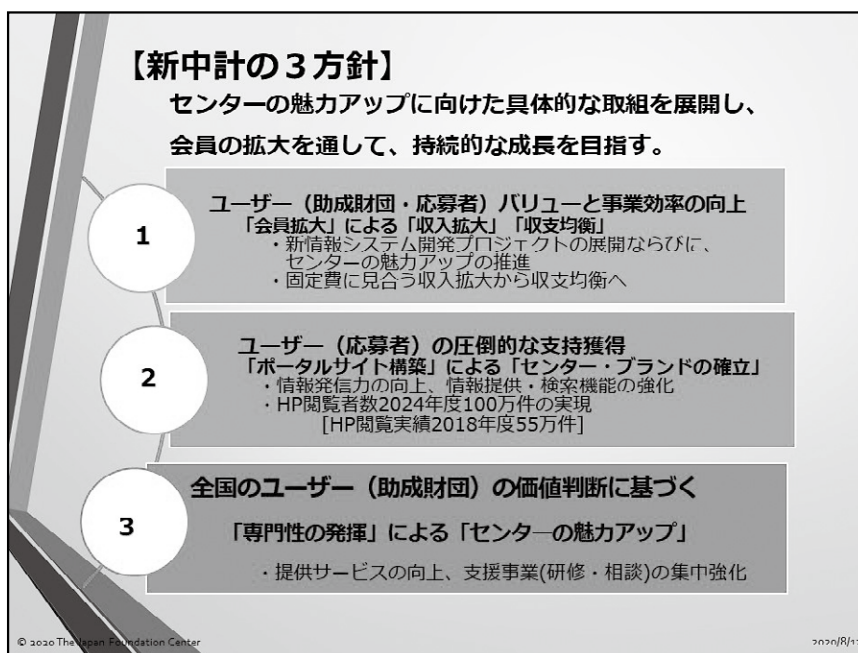 【新中計の3方針】
センターの魅力アップに向けた具体的な取組を展開し、
会員の拡大を通して、持続的な成長を目指す。
1
ユーザー（助成財団・応募者）バリューと事業効率の向上
「会員拡大」による「収入拡大」「収支均衡」
・新情報システム開発プロジェクトの展開ならびに、
センターの魅力アップの推進
・固定費に見合う収入拡大から収支均衡へ
2
ユーザー（応募者）の圧倒的な支持獲得
「ポータルサイト構築」による「センター・ブランドの確立」
・情報発信力の向上、情報提供・検索機能の強化
・HP閲覧者数2024年度100万件の実現
[HP閲覧実績2018年度55万件]
3
全国のユーザー（助成財団）の価値判断に基づく
「専門性の発揮」による「センターの魅力アップ」
・提供サービスの向上、支援事業(研修・相談)の集中強化
© 2020 The Japan Foundation Center